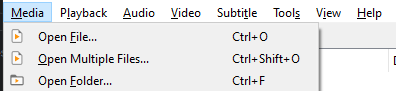 Media Playback Audio Video Subtitle Tools View Help
Open File... Ctrl+O
Open Multiple Files... Ctrl+Shift+O
Open Folder... Ctrl+F